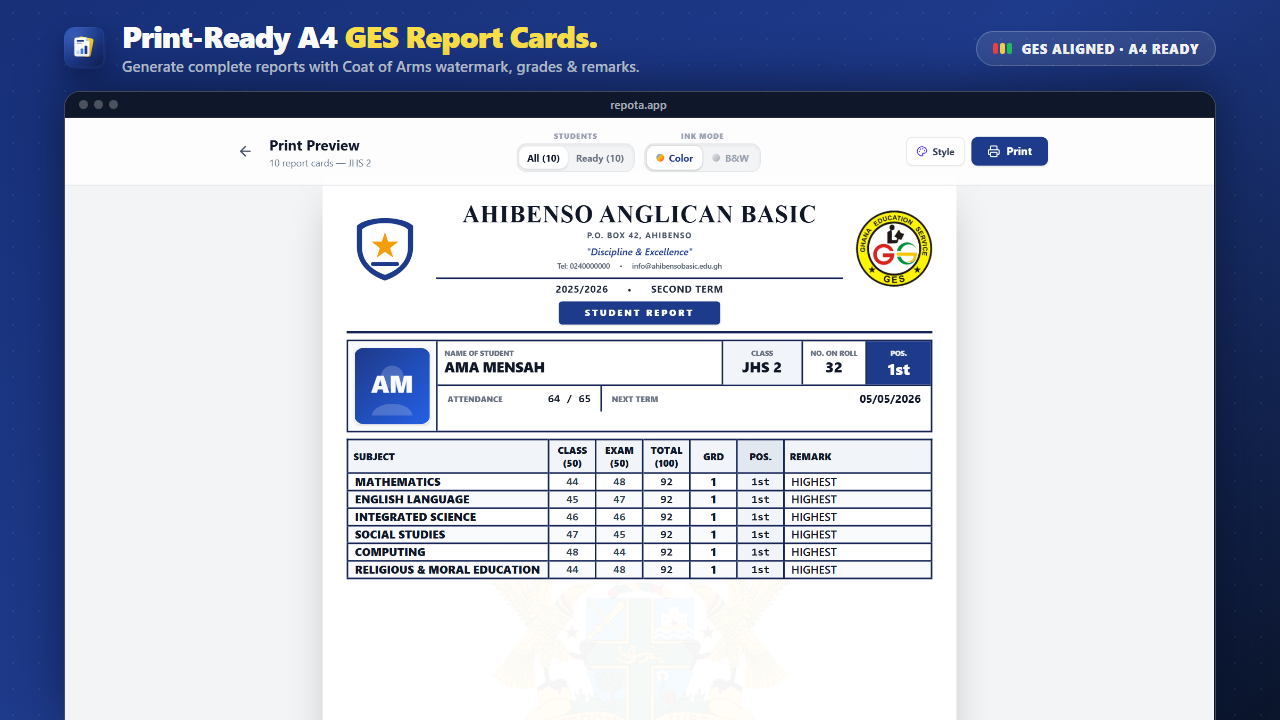 Print-Ready A4 GES Report Cards.
Generate complete reports with Coat of Arms watermark, grades & remarks.
GES ALIGNED · A4 READY
repota.app
Print Preview
10 report cards — JHS 2
STUDENTS
All (10) Ready (10)
INK MODE
Color B&W
Style
Print
AHIBENSO ANGLICAN BASIC
P.O. BOX 42, AHIBENSO
"Discipline & Excellence"
Tel: 0240000000 • info@ahibensobasic.edu.gh
2025/2026 • SECOND TERM
STUDENT REPORT
GHANA EDUCATION SERVICE
GES
GES
AM
NAME OF STUDENT
AMA MENSAH
CLASS
JHS 2
NO. ON ROLL
32
POS.
1st
ATTENDANCE 64 / 65
NEXT TERM 05/05/2026
SUBJECT CLASS (50) EXAM (50) TOTAL (100) GRD POS. REMARK
MATHEMATICS 44 48 92 1 1st HIGHEST
ENGLISH LANGUAGE 45 47 92 1 1st HIGHEST
INTEGRATED SCIENCE 46 46 92 1 1st HIGHEST
SOCIAL STUDIES 47 45 92 1 1st HIGHEST
COMPUTING 48 44 92 1 1st HIGHEST
RELIGIOUS & MORAL EDUCATION 44 48 92 1 1st HIGHEST